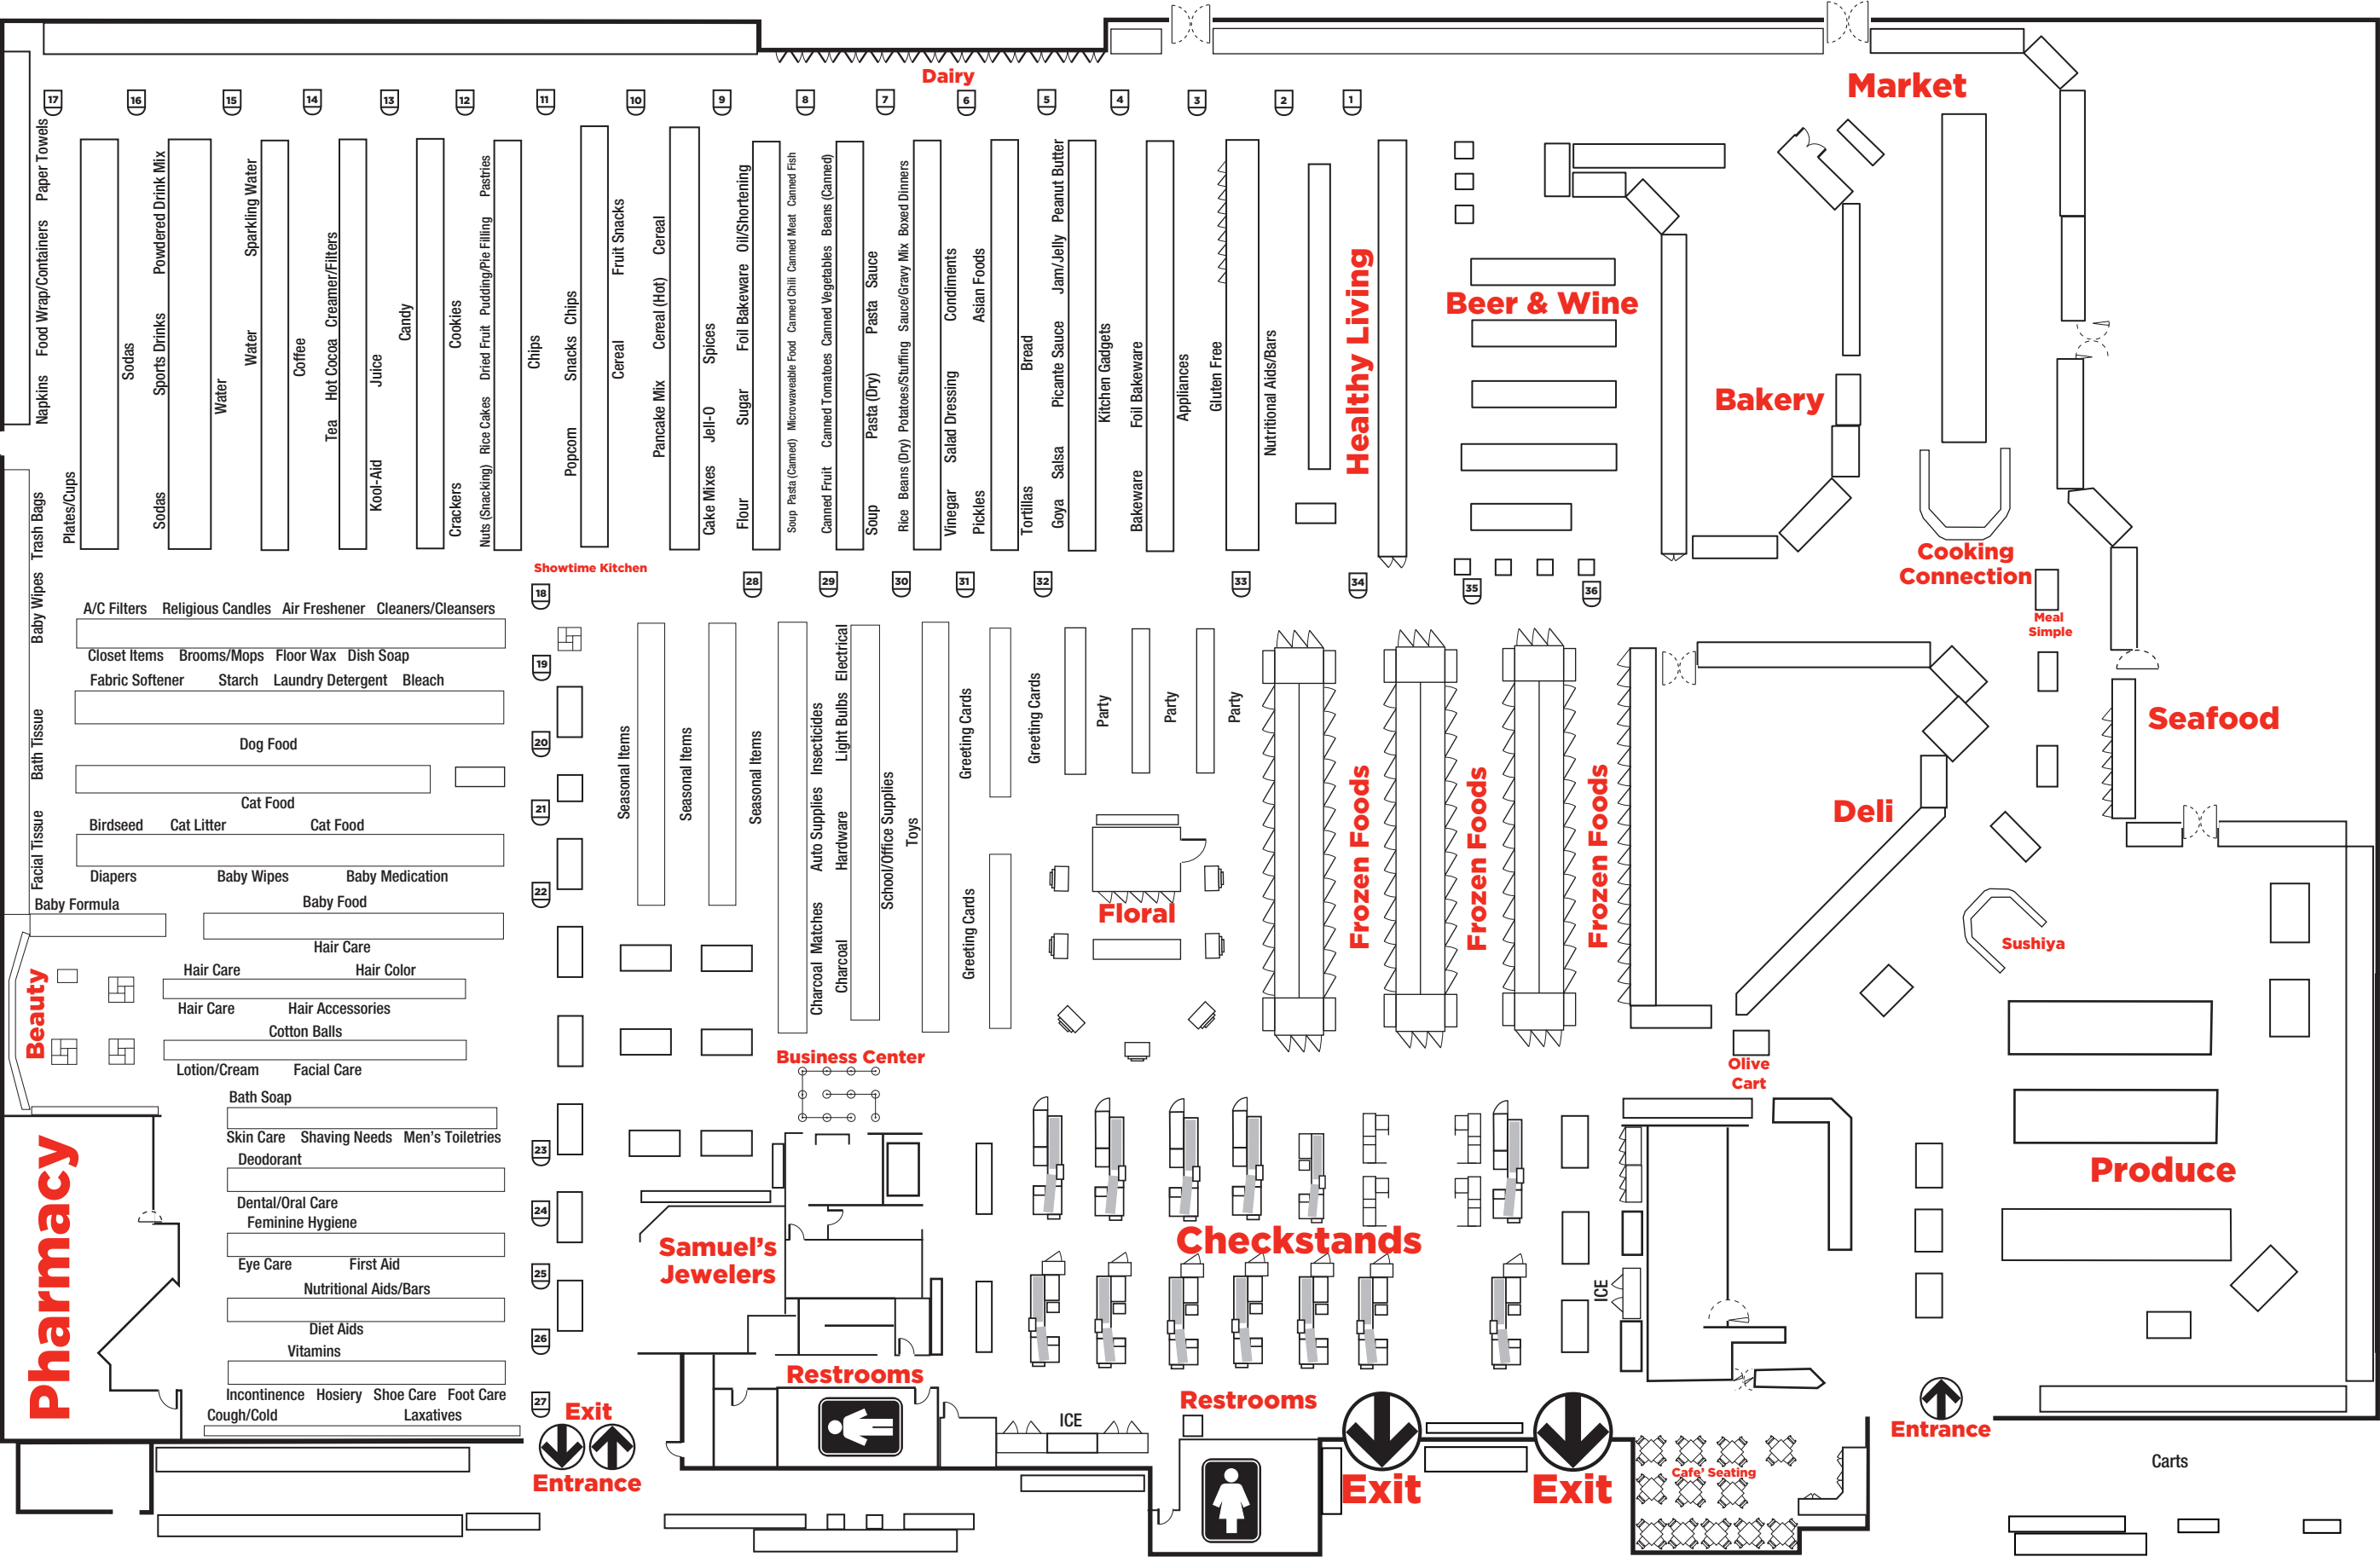 Dairy
Market
17
16
15
14
13
12
11
10
9
8
7
6
5
4
3
2
1
Napkins Food Wrap/Containers Paper Towels
Plates/Cups
Sodas
Sodas Sports Drinks Powdered Drink Mix
Water
Water Sparkling Water
Coffee
Tea Hot Cocoa Creamer/Filters
Kool-Aid Juice
Candy
Crackers Cookies
Nuts (Snacking) Rice Cakes Dried Fruit Pudding/Pie Filling Pastries
Chips
Popcorn Snacks Chips
Cereal Fruit Snacks
Pancake Mix Cereal (Hot) Cereal
Cake Mixes Jell-O Spices
Flour Sugar Foil Bakeware Oil/Shortening
Soup Pasta (Canned) Microwaveable Food Canned Chili Canned Meat Canned Fish
Canned Fruit Canned Tomatoes Canned Vegetables Beans (Canned)
Soup Pasta (Dry) Pasta Sauce
Rice Beans (Dry) Potatoes/Stuffing Sauce/Gravy Mix Boxed Dinners
Vinegar Salad Dressing Condiments
Pickles Asian Foods
Tortillas Bread
Goya Salsa Picante Sauce Jam/Jelly Peanut Butter
Kitchen Gadgets
Bakeware Foil Bakeware
Appliances
Gluten Free
Nutritional Aids/Bars
Healthy Living
Beer & Wine
Bakery
Cooking
Connection
Meal
Simple
Seafood
Deli
Sushiya
Olive
Cart
Produce
Showtime Kitchen
18
19
20
21
22
23
24
25
26
27
28
29
30
31
32
33
34
35
36
Facial Tissue Bath Tissue Baby Wipes Trash Bags
A/C Filters Religious Candles Air Freshener Cleaners/Cleansers
Closet Items Brooms/Mops Floor Wax Dish Soap
Fabric Softener Starch Laundry Detergent Bleach
Dog Food
Cat Food
Birdseed Cat Litter Cat Food
Diapers Baby Wipes Baby Medication
Baby Formula Baby Food
Hair Care
Hair Care Hair Color
Hair Care Hair Accessories
Cotton Balls
Lotion/Cream Facial Care
Bath Soap
Skin Care Shaving Needs Men's Toiletries
Deodorant
Dental/Oral Care
Feminine Hygiene
Eye Care First Aid
Nutritional Aids/Bars
Diet Aids
Vitamins
Incontinence Hosiery Shoe Care Foot Care
Cough/Cold Laxatives
Beauty
Pharmacy
Seasonal Items
Seasonal Items
Seasonal Items
Charcoal Matches Auto Supplies Insecticides
Charcoal Hardware Light Bulbs Electrical
School/Office Supplies
Toys
Greeting Cards
Greeting Cards
Greeting Cards
Party
Party
Party
Floral
Frozen Foods
Frozen Foods
Frozen Foods
Business Center
Samuel's
Jewelers
Checkstands
ICE
Restrooms
Restrooms
ICE
Exit
Entrance
Exit
Exit
Cafe' Seating
Entrance
Carts